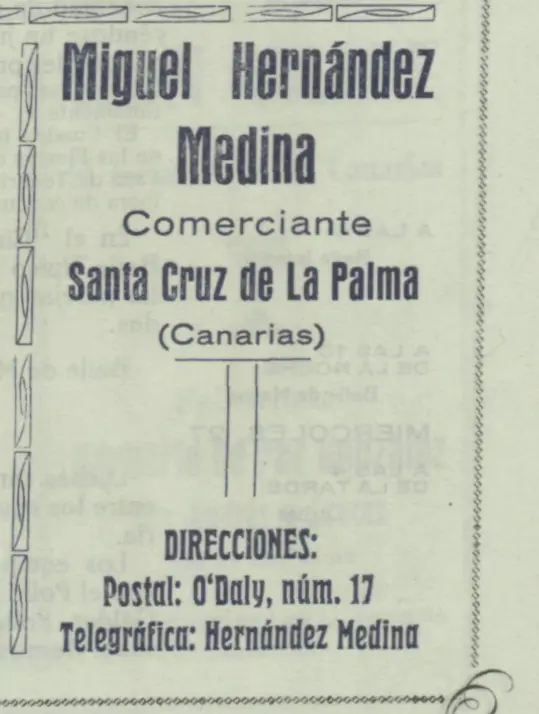 Miguel Hernández
Medina
Comerciante
Santa Cruz de La Palma
(Canarias)
DIRECCIONES:
Postal: O'Daly, núm. 17
Telegráfica: Hernández Medina